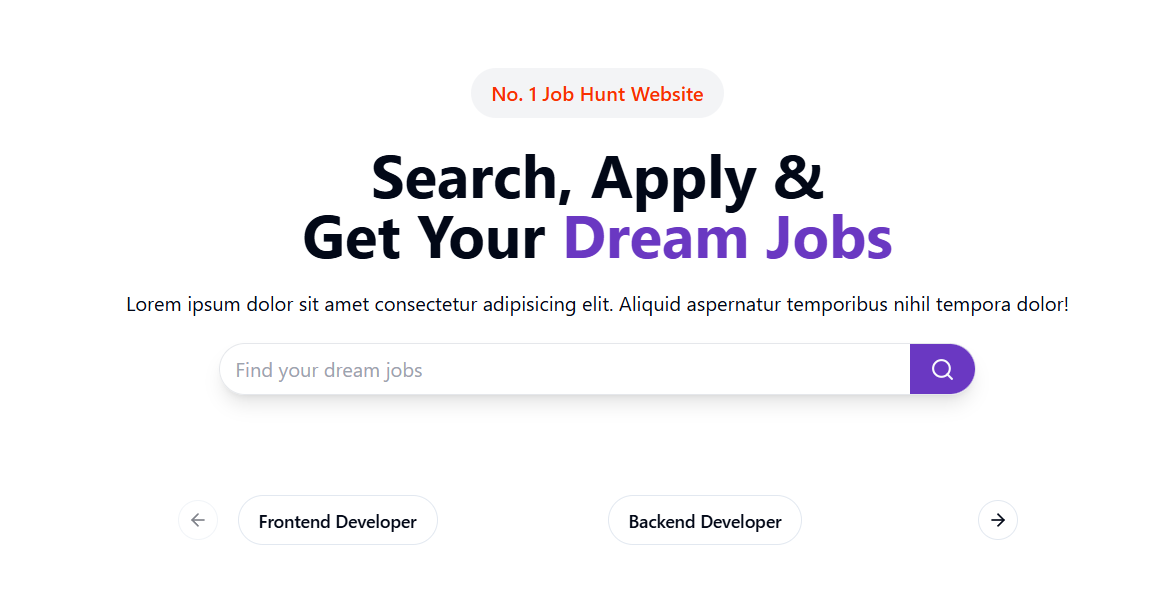 No. 1 Job Hunt Website
Search, Apply &
Get Your Dream Jobs
Lorem ipsum dolor sit amet consectetur adipisicing elit. Aliquid aspernatur temporibus nihil tempora dolor!
Find your dream jobs
Frontend Developer
Backend Developer